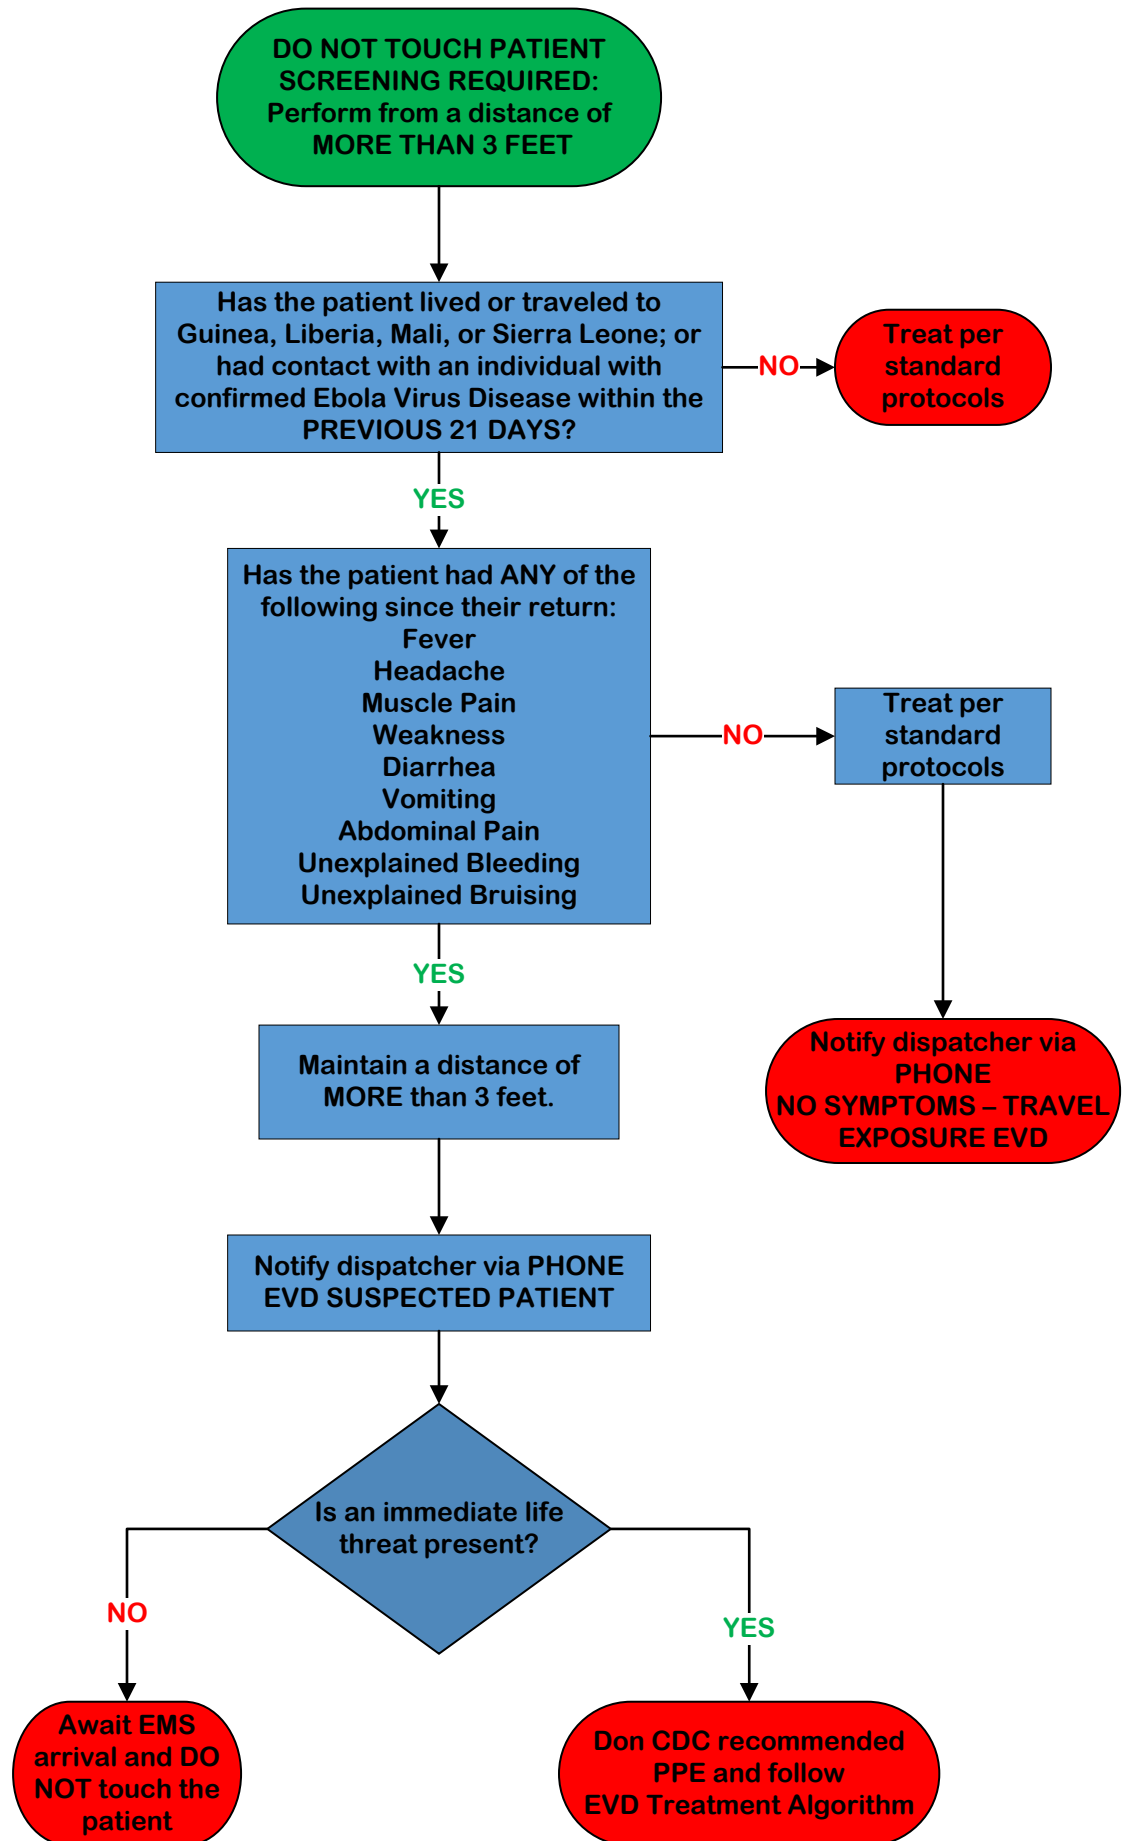 DO NOT TOUCH PATIENT
SCREENING REQUIRED:
Perform from a distance of
MORE THAN 3 FEET
Has the patient lived or traveled to
Guinea, Liberia, Mali, or Sierra Leone; or
had contact with an individual with
confirmed Ebola Virus Disease within the
PREVIOUS 21 DAYS?
NO
Treat per
standard
protocols
YES
Has the patient had ANY of the
following since their return:
Fever
Headache
Muscle Pain
Weakness
Diarrhea
Vomiting
Abdominal Pain
Unexplained Bleeding
Unexplained Bruising
NO
Treat per
standard
protocols
Notify dispatcher via
PHONE
NO SYMPTOMS – TRAVEL
EXPOSURE EVD
YES
Maintain a distance of
MORE than 3 feet.
Notify dispatcher via PHONE
EVD SUSPECTED PATIENT
Is an immediate life
threat present?
NO
Await EMS
arrival and DO
NOT touch the
patient
YES
Don CDC recommended
PPE and follow
EVD Treatment Algorithm